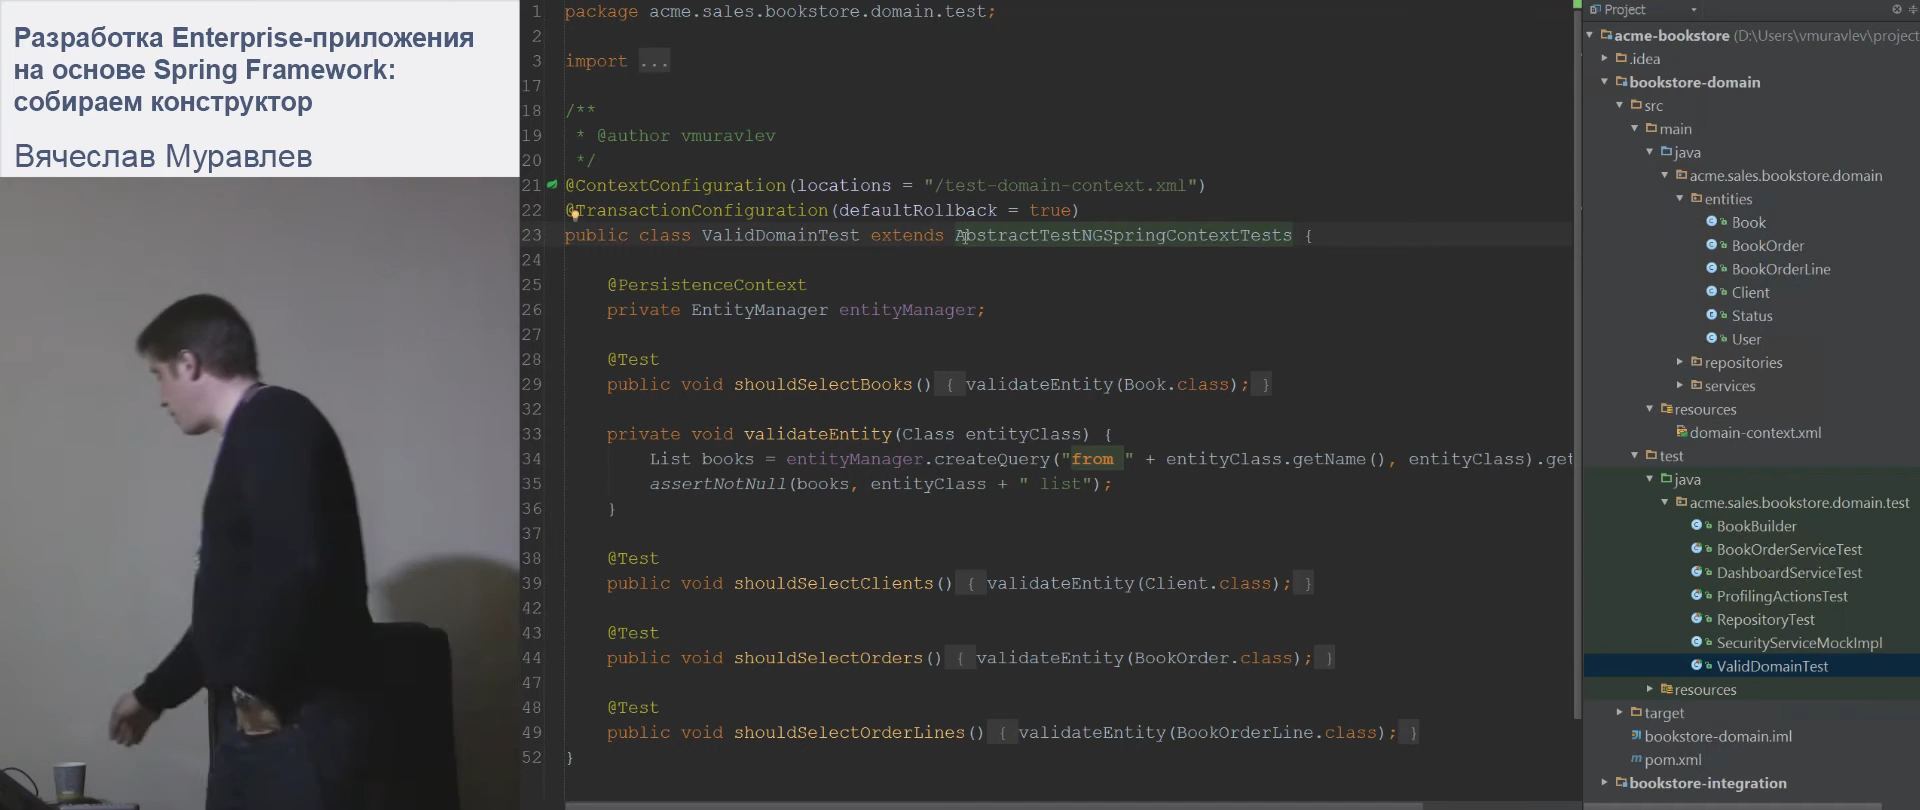 Разработка Enterprise-приложения
на основе Spring Framework:
собираем конструктор
Вячеслав Муравлев
1 package acme.sales.bookstore.domain.test;
2
3 import ...
17
18 /**
19 * @author vmuravlev
20 */
21 @ContextConfiguration(locations = "/test-domain-context.xml")
22 @TransactionConfiguration(defaultRollback = true)
23 public class ValidDomainTest extends AbstractTestNGSpringContextTests {
24
25 @PersistenceContext
26 private EntityManager entityManager;
27
28 @Test
29 public void shouldSelectBooks() { validateEntity(Book.class); }
32
33 private void validateEntity(Class entityClass) {
34 List books = entityManager.createQuery("from " + entityClass.getName(), entityClass).get
35 assertNotNull(books, entityClass + " list");
36 }
37
38 @Test
39 public void shouldSelectClients() { validateEntity(Client.class); }
42
43 @Test
44 public void shouldSelectOrders() { validateEntity(BookOrder.class); }
47
48 @Test
49 public void shouldSelectOrderLines() { validateEntity(BookOrderLine.class); }
52 }
Project
acme-bookstore (D:\Users\vmuravlev\project
.idea
bookstore-domain
src
main
java
acme.sales.bookstore.domain
entities
Book
BookOrder
BookOrderLine
Client
Status
User
repositories
services
resources
domain-context.xml
test
java
acme.sales.bookstore.domain.test
BookBuilder
BookOrderServiceTest
DashboardServiceTest
ProfilingActionsTest
RepositoryTest
SecurityServiceMockImpl
ValidDomainTest
resources
target
bookstore-domain.iml
pom.xml
bookstore-integration